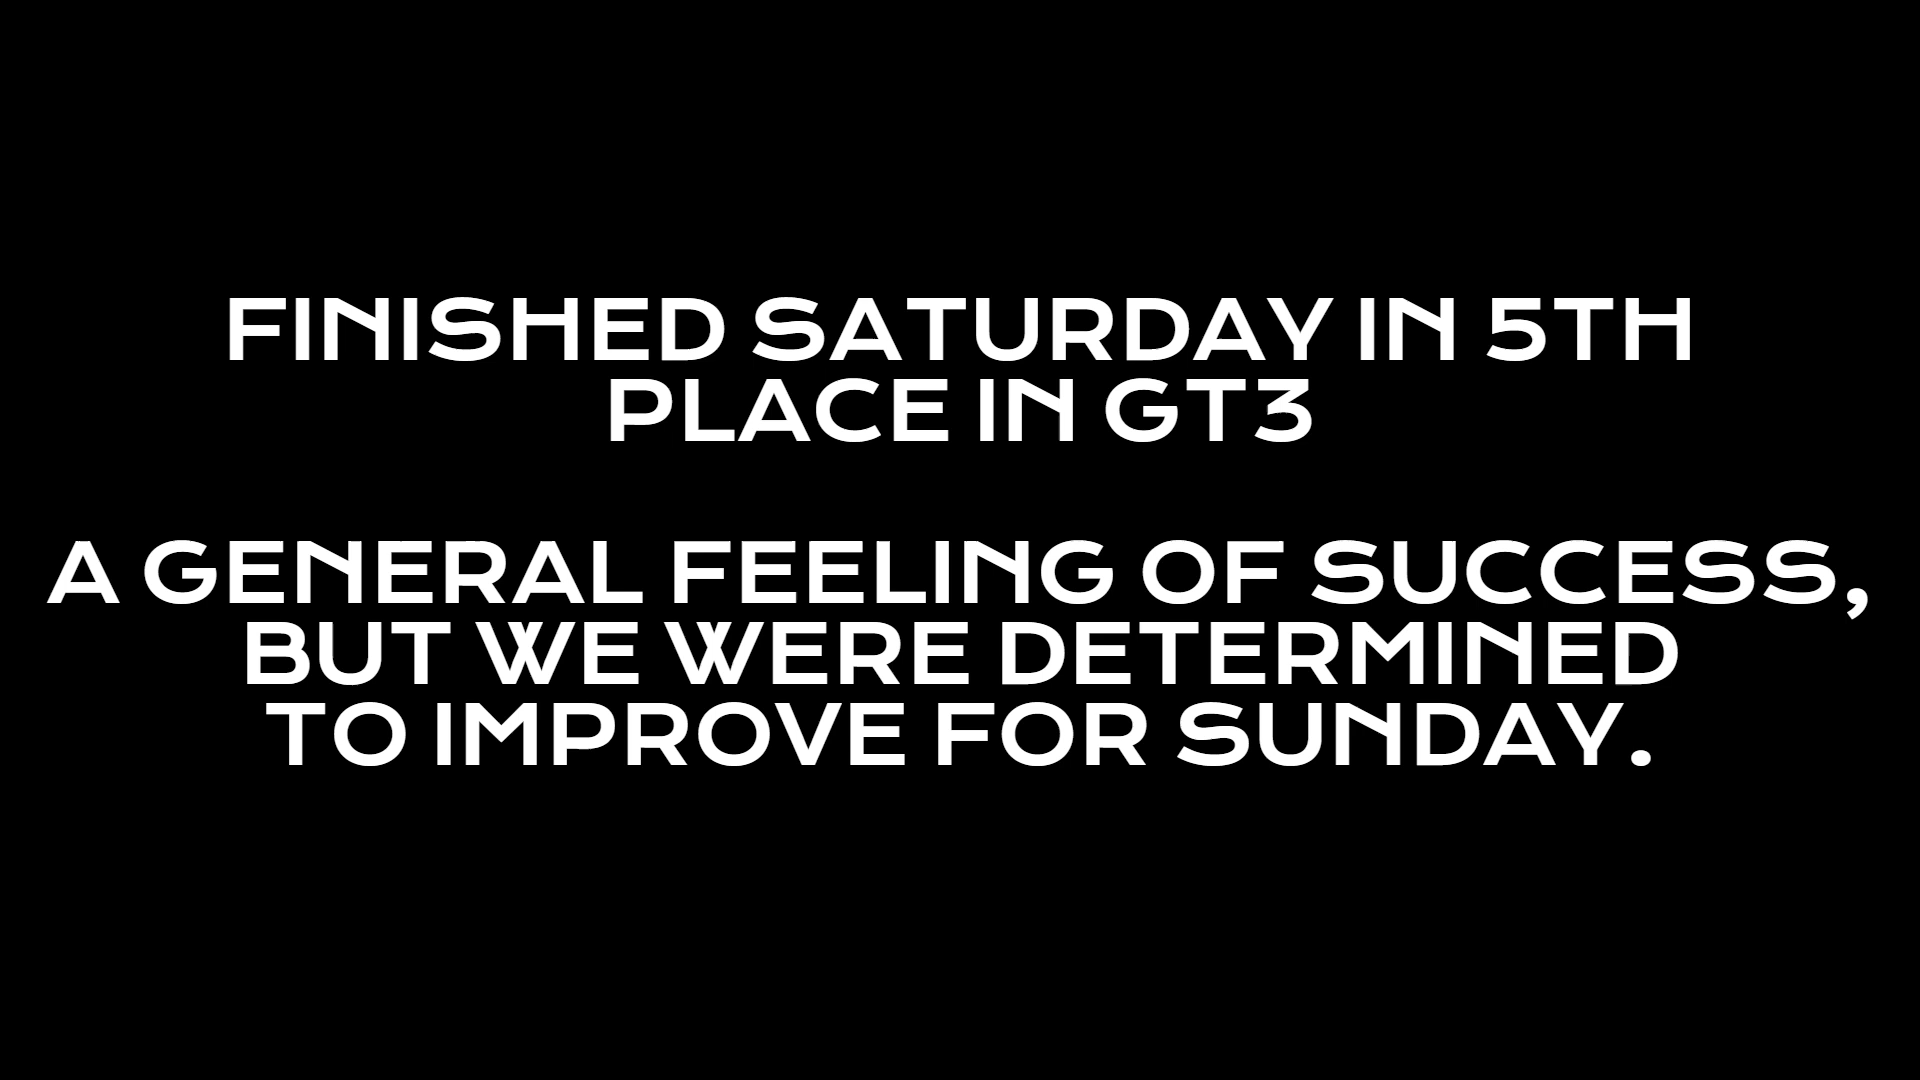 FINISHED SATURDAY IN 5TH
PLACE IN GT3
A GENERAL FEELING OF SUCCESS,
BUT WE WERE DETERMINED
TO IMPROVE FOR SUNDAY.